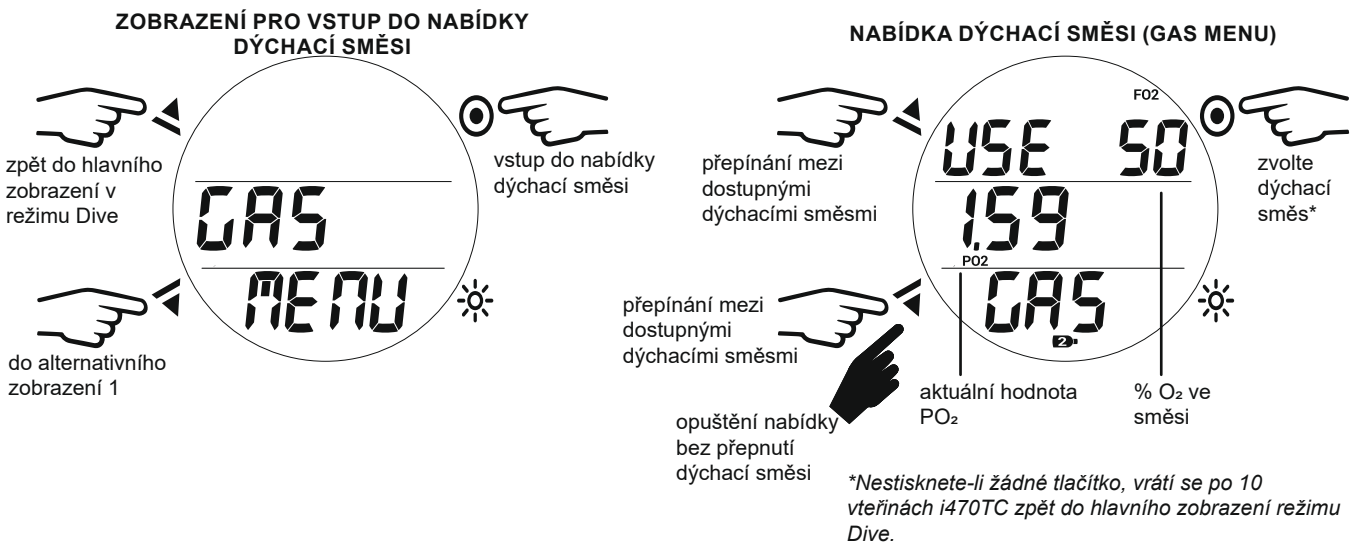 ZOBRAZENÍ PRO VSTUP DO NABÍDKY
DÝCHACÍ SMĚSI
zpět do hlavního
zobrazení v
režimu Dive
vstup do nabídky
dýchací směsi
GAS
MENU
do alternativního
zobrazení 1
NABÍDKA DÝCHACÍ SMĚSI (GAS MENU)
přepínání mezi
dostupnými
dýchacími směsmi
FO2
USE 50
1.59
PO2
GAS
2
zvolte
dýchací
směs*
přepínání mezi
dostupnými
dýchacími směsmi
opuštění nabídky
bez přepnutí
dýchací směsi
aktuální hodnota
PO₂
% O₂ ve
směsi
*Nestisknete-li žádné tlačítko, vrátí se po 10
vteřinách i470TC zpět do hlavního zobrazení režimu
Dive.